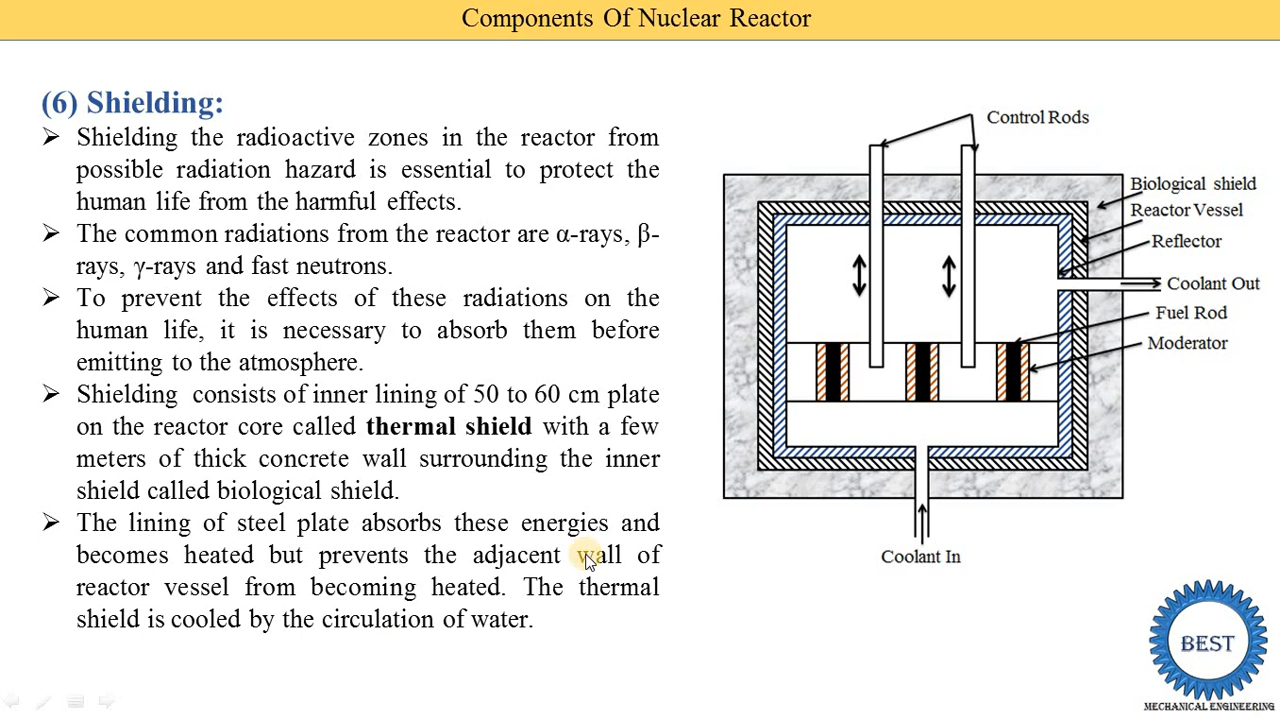 Components Of Nuclear Reactor
(6) Shielding:
➢ Shielding the radioactive zones in the reactor from
possible radiation hazard is essential to protect the
human life from the harmful effects.
➢ The common radiations from the reactor are α-rays, β-
rays, γ-rays and fast neutrons.
➢ To prevent the effects of these radiations on the
human life, it is necessary to absorb them before
emitting to the atmosphere.
➢ Shielding consists of inner lining of 50 to 60 cm plate
on the reactor core called thermal shield with a few
meters of thick concrete wall surrounding the inner
shield called biological shield.
➢ The lining of steel plate absorbs these energies and
becomes heated but prevents the adjacent wall of
reactor vessel from becoming heated. The thermal
shield is cooled by the circulation of water.
Control Rods
Biological shield
Reactor Vessel
Reflector
Coolant Out
Fuel Rod
Moderator
Coolant In
BEST
MECHANICAL ENGINEERING